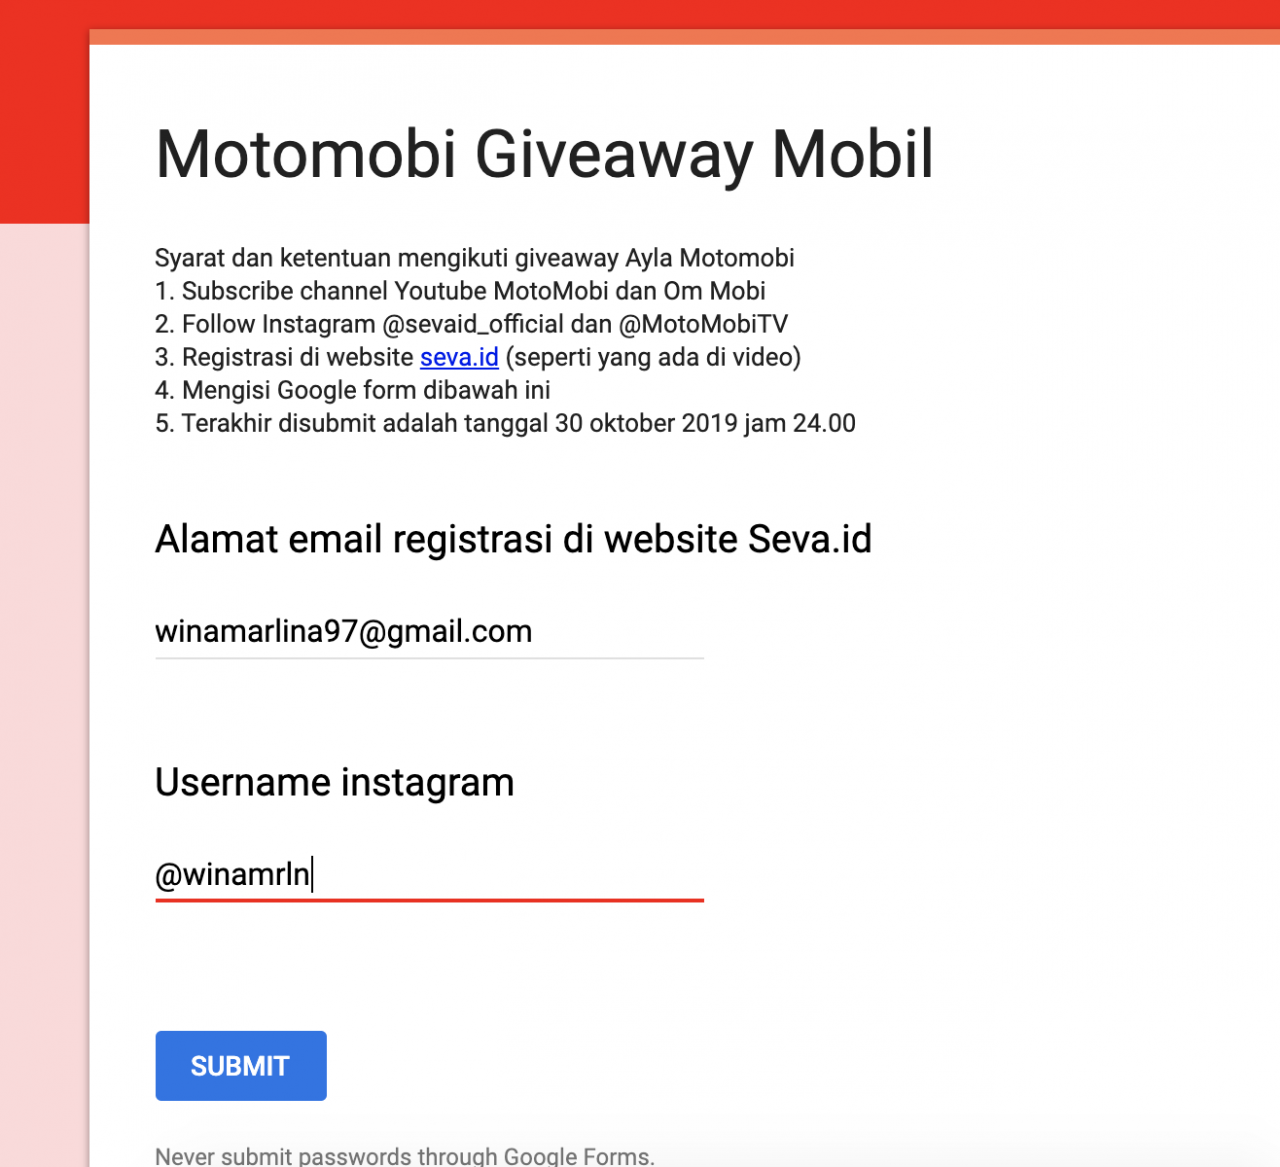 Motomobi Giveaway Mobil
Syarat dan ketentuan mengikuti giveaway Ayla Motomobi
1. Subscribe channel Youtube MotoMobi dan Om Mobi
2. Follow Instagram @sevaid_official dan @MotoMobiTV
3. Registrasi di website seva.id (seperti yang ada di video)
4. Mengisi Google form dibawah ini
5. Terakhir disubmit adalah tanggal 30 oktober 2019 jam 24.00
Alamat email registrasi di website Seva.id
winamarlina97@gmail.com
Username instagram
@winamrln
SUBMIT
Never submit passwords through Google Forms.